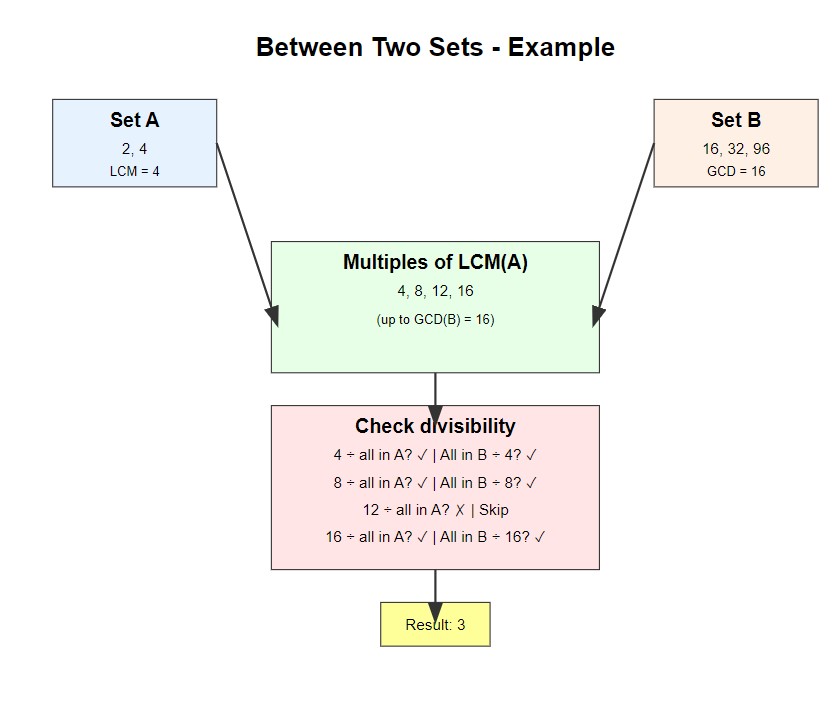 Between Two Sets - Example
Set A
2, 4
LCM = 4
Set B
16, 32, 96
GCD = 16
Multiples of LCM(A)
4, 8, 12, 16
(up to GCD(B) = 16)
Check divisibility
4 ÷ all in A? ✓ | All in B ÷ 4? ✓
8 ÷ all in A? ✓ | All in B ÷ 8? ✓
12 ÷ all in A? ✗ | Skip
16 ÷ all in A? ✓ | All in B ÷ 16? ✓
Result: 3